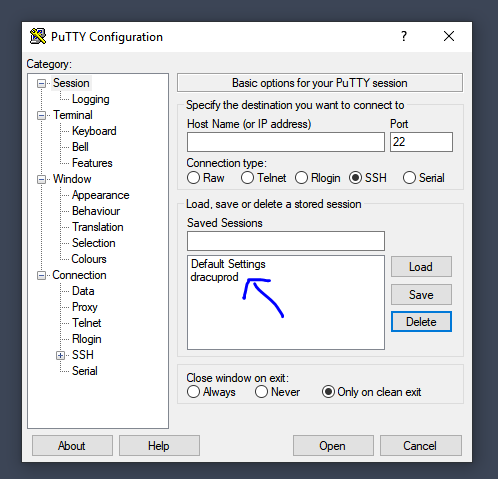 PuTTY Configuration
Category:
Session
Logging
Terminal
Keyboard
Bell
Features
Window
Appearance
Behaviour
Translation
Selection
Colours
Connection
Data
Proxy
Telnet
Rlogin
SSH
Serial
Basic options for your PuTTY session
Specify the destination you want to connect to
Host Name (or IP address) Port
22
Connection type:
Raw Telnet Rlogin SSH Serial
Load, save or delete a stored session
Saved Sessions
Default Settings
dracuprod
Load
Save
Delete
Close window on exit:
Always Never Only on clean exit
About Help Open Cancel